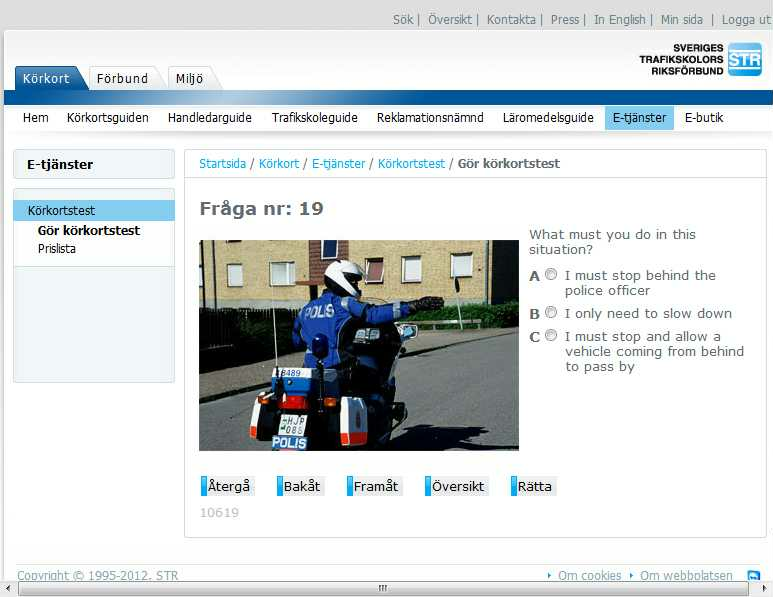 Sök | Översikt | Kontakta | Press | In English | Min sida | Logga ut
SVERIGES
TRAFIKSKOLORS
RIKSFÖRBUND
STR
Körkort Förbund Miljö
Hem Körkortsguiden Handledarguide Trafikskoleguide Reklamationsnämnd Läromedelsguide E-tjänster E-butik
E-tjänster
Körkortstest
Gör körkortstest
Prislista
Startsida / Körkort / E-tjänster / Körkortstest / Gör körkortstest
Fråga nr: 19
POLIS
8489
HJP
086
POLIS
What must you do in this
situation?
A I must stop behind the
police officer
B I only need to slow down
C I must stop and allow a
vehicle coming from behind
to pass by
Återgå Bakåt Framåt Översikt Rätta
10619
Copyright © 1995-2012, STR
Om cookies Om webbplatsen